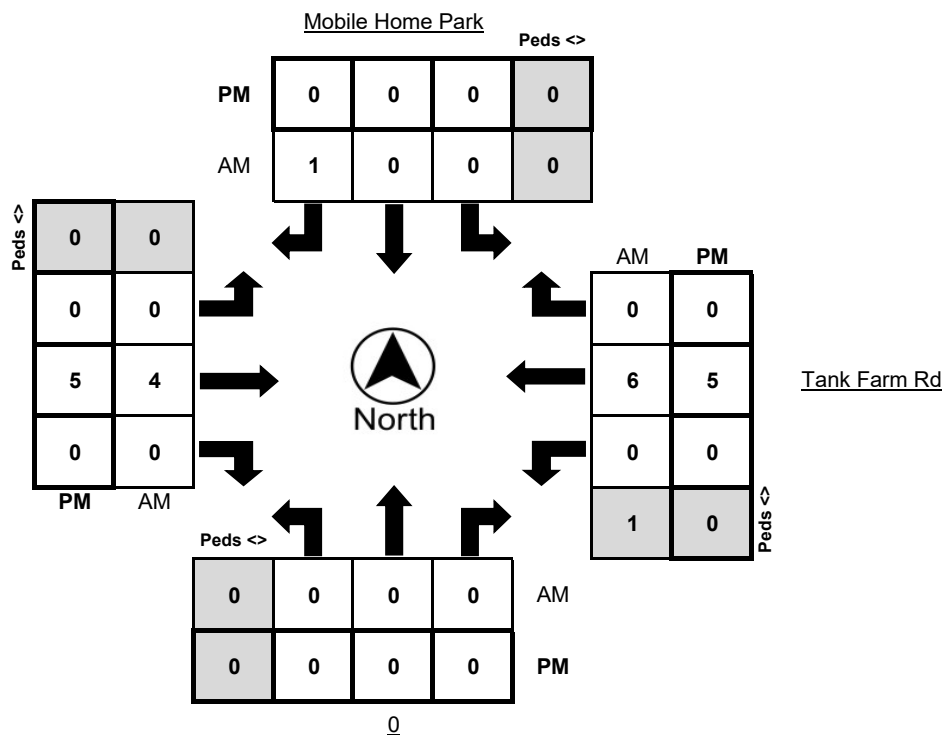 Mobile Home Park
Peds <>
PM 0 0 0 0
AM 1 0 0 0
Peds <>
0 0
0 0
5 4
0 0
PM AM
AM PM
0 0
6 5
0 0
1 0
Peds <>
Tank Farm Rd
North
Peds <>
0 0 0 0 AM
0 0 0 0 PM
0